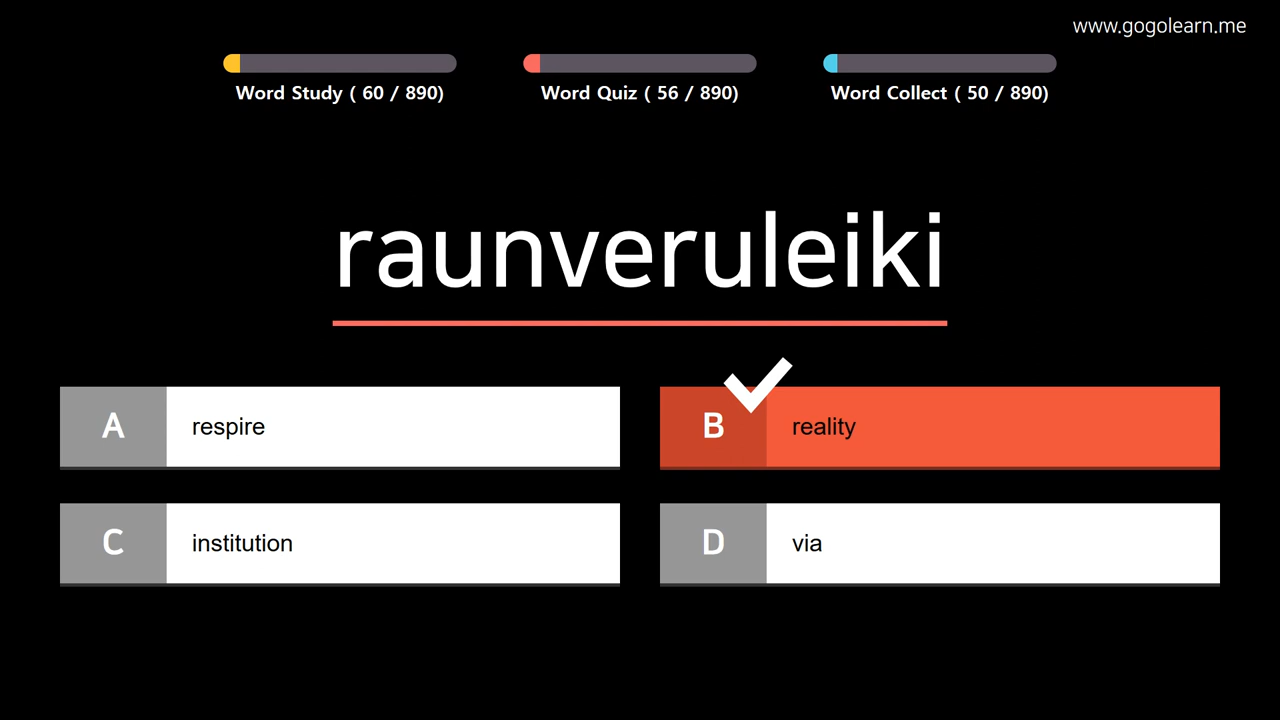 www.gogolearn.me
Word Study ( 60 / 890)
Word Quiz ( 56 / 890)
Word Collect ( 50 / 890)
raunveruleiki
A respire
B reality
C institution
D via